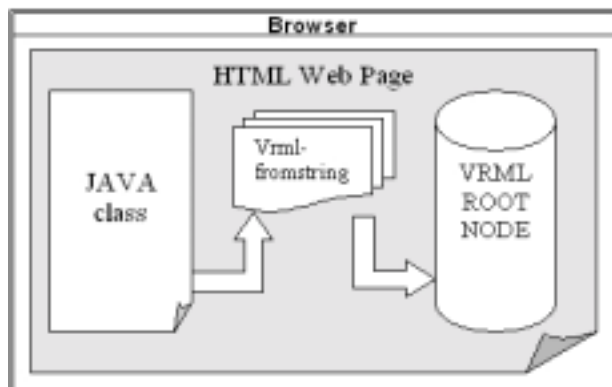 Browser
HTML Web Page
JAVA
class
Vrml-
fromstring
VRML
ROOT
NODE